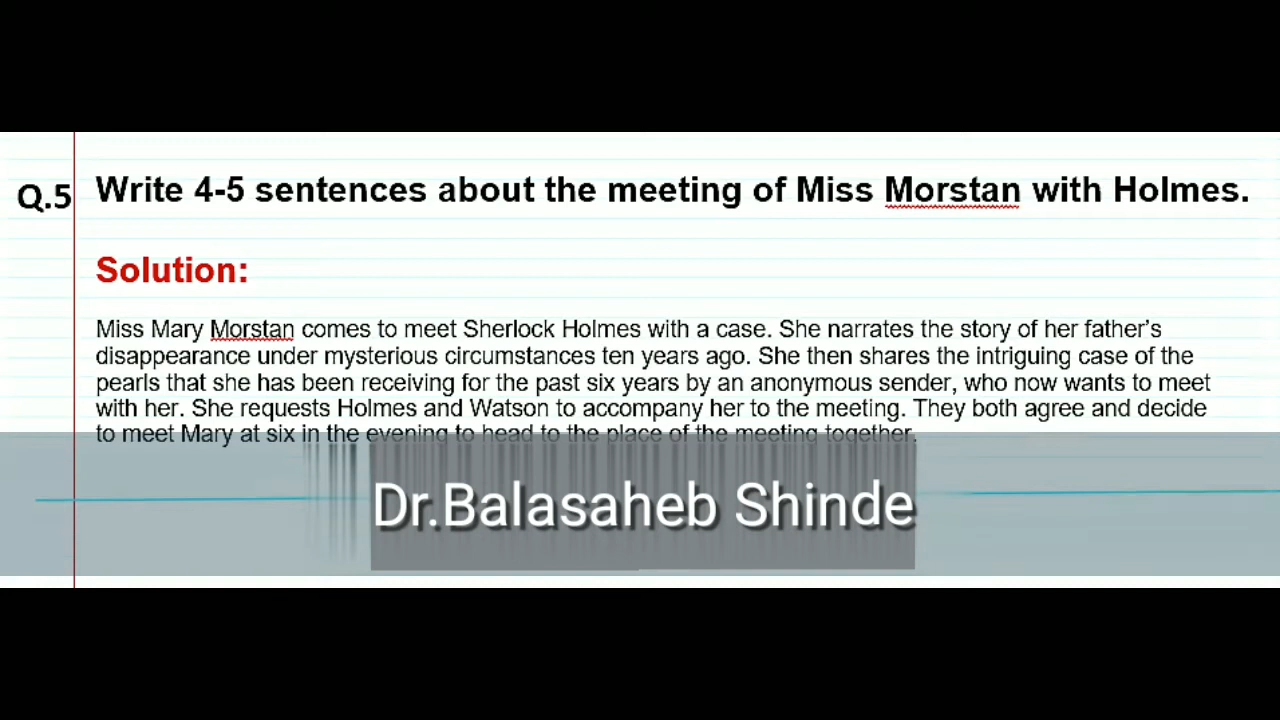 Q.5 Write 4-5 sentences about the meeting of Miss Morstan with Holmes.
Solution:
Miss Mary Morstan comes to meet Sherlock Holmes with a case. She narrates the story of her father's
disappearance under mysterious circumstances ten years ago. She then shares the intriguing case of the
pearls that she has been receiving for the past six years by an anonymous sender, who now wants to meet
with her. She requests Holmes and Watson to accompany her to the meeting. They both agree and decide
to meet Mary at six in the evening to head to the place of the meeting together.
Dr.Balasaheb Shinde